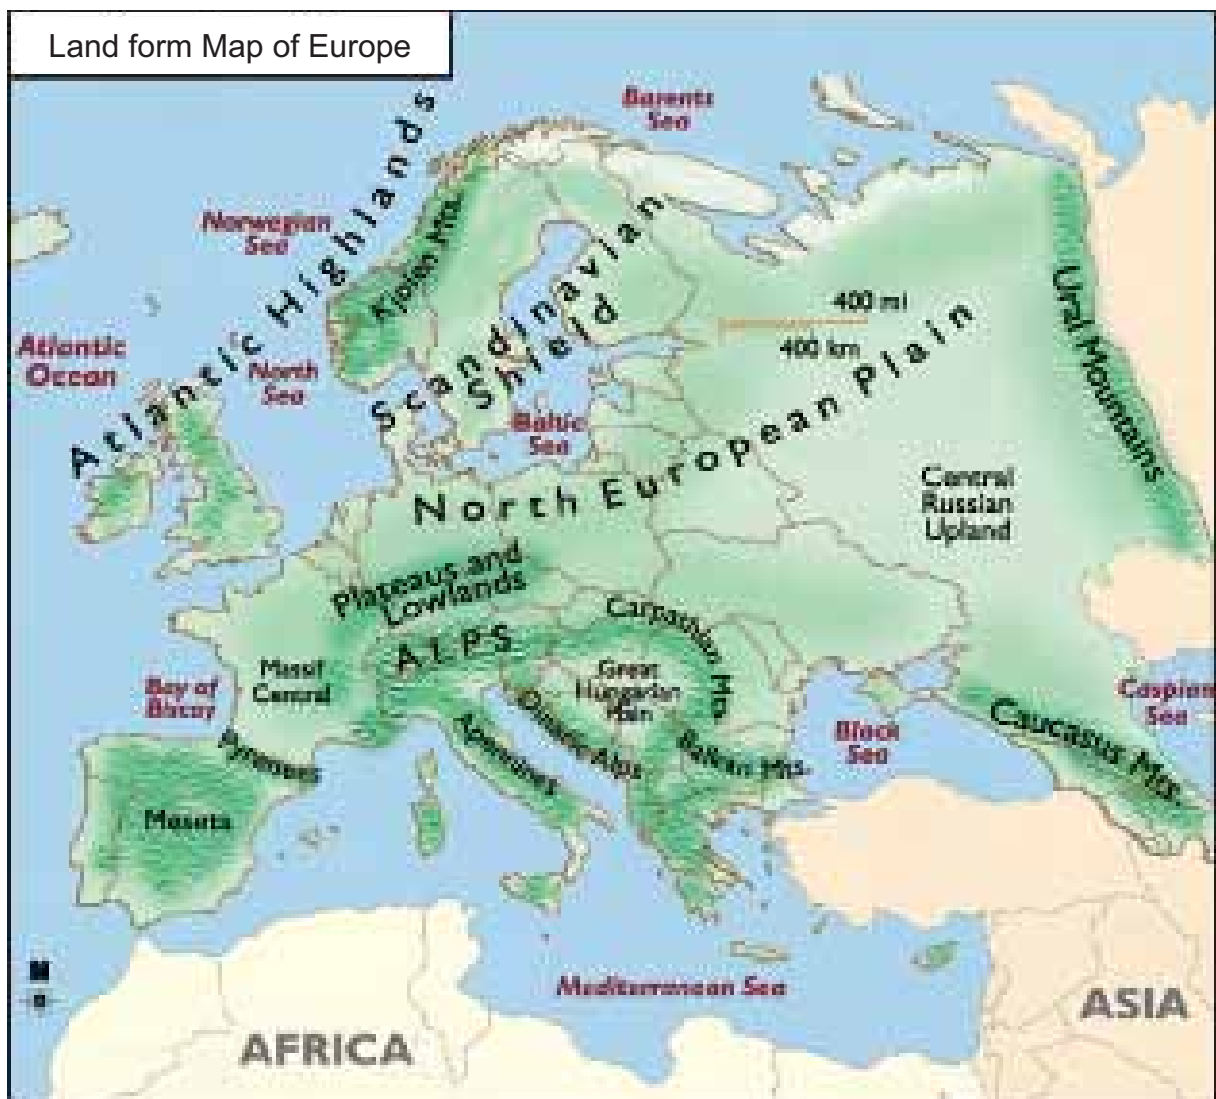 Land form Map of Europe
Barents
Sea
Atlantic Highlands
Norwegian
Sea
Kjolen Mts.
Scandinavian
Shield
400 mi
400 km
Ural Mountains
Atlantic
Ocean
North
Sea
Baltic
Sea
North European Plain
Central
Russian
Upland
Plateaus and
Lowlands
Carpathian Mts.
ALPS
Massif
Central
Great
Hungarian
Plain
Bay of
Biscay
Caspian
Sea
Black
Sea
Caucasus Mts.
Pyrenees
Apennines
Dinaric Alps
Balkan Mts.
Meseta
Mediterranean Sea
AFRICA
ASIA